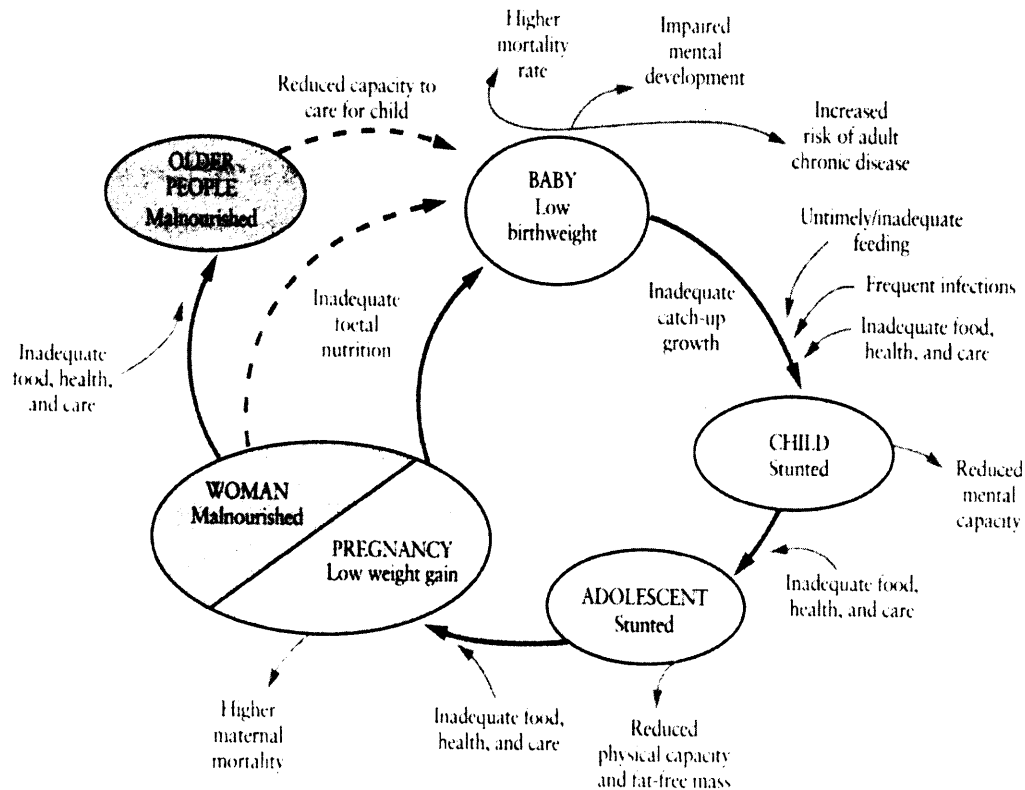 Higher
mortality
rate
Impaired
mental
development
Reduced capacity to
care for child
Increased
risk of adult
chronic disease
OLDER
PEOPLE
Malnourished
BABY
Low
birthweight
Untimely/inadequate
feeding
Frequent infections
Inadequate food,
health, and care
Inadequate
catch-up
growth
Inadequate
foetal
nutrition
Inadequate
food, health,
and care
CHILD
Stunted
Reduced
mental
capacity
WOMAN
Malnourished
PREGNANCY
Low weight gain
ADOLESCENT
Stunted
Inadequate food,
health, and care
Higher
maternal
mortality
Inadequate food,
health, and care
Reduced
physical capacity
and fat-free mass